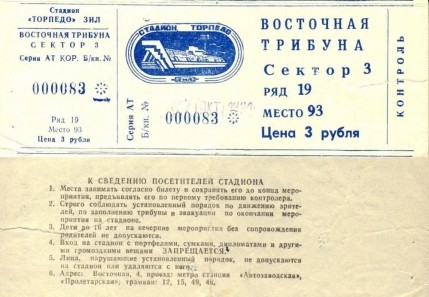 Стадион
«ТОРПЕДО» ЗИЛ
ВОСТОЧНАЯ ТРИБУНА
СЕКТОР 3
Серия АТ КОР. Б/кн. №
000083
Ряд 19
Место 93
Цена 3 рубля
СТАДИОН ТОРПЕДО
Серия АТ
Б/кн. №
000083
ВОСТОЧНАЯ
ТРИБУНА
Сектор 3
РЯД 19
МЕСТО 93
Цена 3 рубля
КОНТРОЛЬ
К СВЕДЕНИЮ ПОСЕТИТЕЛЕЙ СТАДИОНА
1. Места занимать согласно билету и сохранять его до конца меро-
приятия, предъявлять его по первому требованию контролера.
2. Строго соблюдать установленный порядок по движению зрите-
лей, по заполнению трибуны и эвакуации по окончании меро-
приятия на стадионе.
3. Дети до 16 лет на вечерние мероприятия без сопровождения
родителей не допускаются.
4. Вход на стадион с портфелями, сумками, дипломатами и други-
ми громоздкими вещами ЗАПРЕЩАЕТСЯ.
5. Лица, нарушающие установленный порядок, не допускаются
на стадион или удаляются с него.
6. Адрес: Восточная, 4, проезд: метро станция «Автозаводская»,
«Пролетарская»; трамваи: 12, 15, 49, 46.